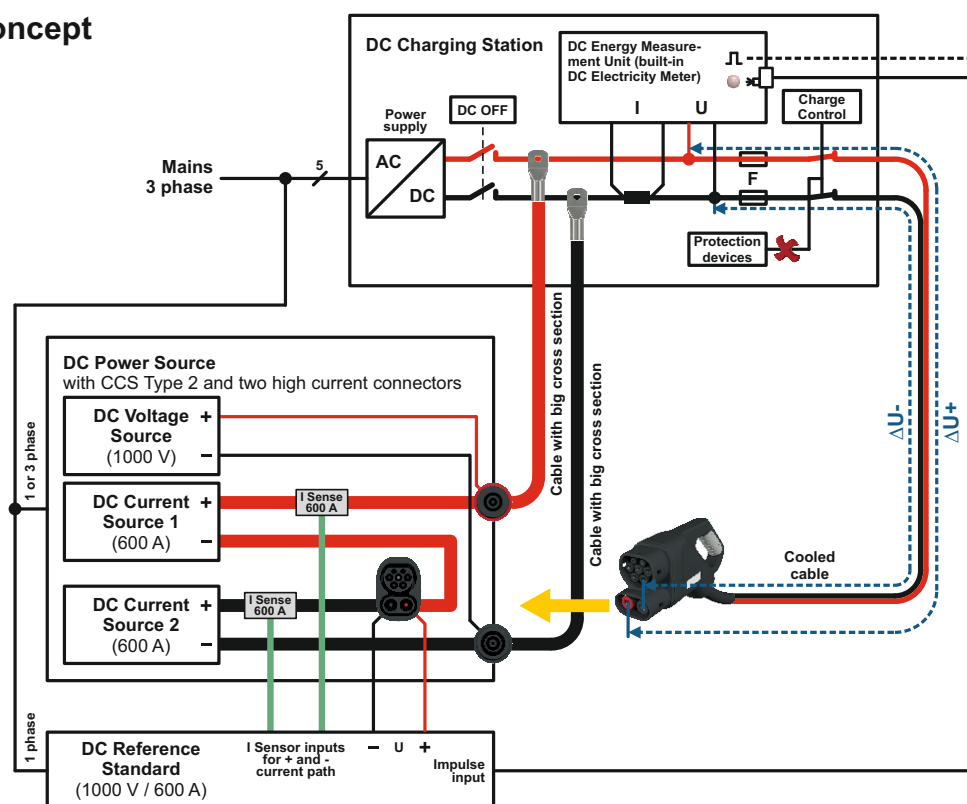 oncept
DC Charging Station
DC Energy Measure-
ment Unit (built-in
DC Electricity Meter)
I U
Charge
Control
DC OFF
Power
supply
AC
DC
Mains
3 phase
5
F
Protection
devices
Cable with big cross section
Cable with big cross section
ΔU-
ΔU+
Cooled
cable
DC Power Source
with CCS Type 2 and two high current connectors
DC Voltage +
Source
(1000 V) –
DC Current +
Source 1
(600 A) –
I Sense
600 A
DC Current +
Source 2
(600 A) –
I Sense
600 A
1 or 3 phase
1 phase
DC Reference
Standard
(1000 V / 600 A)
I Sensor inputs
for + and -
current path
– U +
Impulse
input